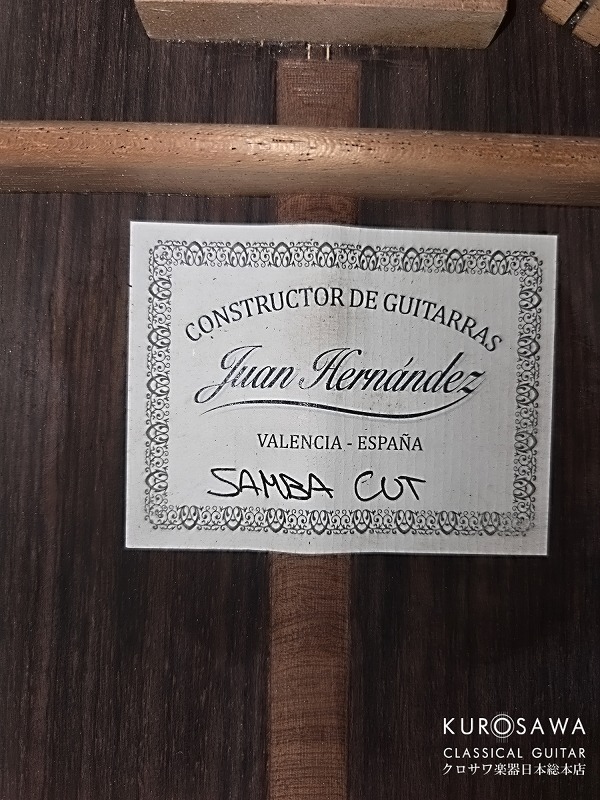 CONSTRUCTOR DE GUITARRAS
Juan Hernández
VALENCIA - ESPAÑA
SAMBA CUT
KUROSAWA
CLASSICAL GUITAR
クロサワ楽器日本総本店